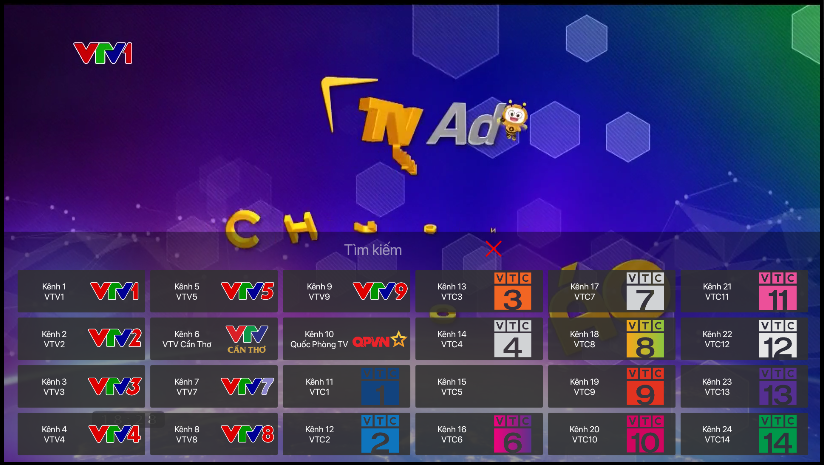 VTV1
TV Ad
C H
Tìm kiếm
Kênh 1
VTV1
VTV1
Kênh 5
VTV5
VTV5
Kênh 9
VTV9
VTV9
Kênh 13
VTC3
VTC
3
Kênh 17
VTC7
VTC
7
Kênh 21
VTC11
VTC
11
Kênh 2
VTV2
VTV2
Kênh 6
VTV Cần Thơ
VTV
CẦN THƠ
Kênh 10
Quốc Phòng TV
QPVN
Kênh 14
VTC4
VTC
4
Kênh 18
VTC8
VTC
8
Kênh 22
VTC12
VTC
12
Kênh 3
VTV3
VTV3
Kênh 7
VTV7
VTV7
Kênh 11
VTC1
VTC
1
Kênh 15
VTC5
Kênh 19
VTC9
VTC
9
Kênh 23
VTC13
VTC
13
Kênh 4
VTV4
VTV4
Kênh 8
VTV8
VTV8
Kênh 12
VTC2
VTC
2
Kênh 16
VTC6
VTC
6
Kênh 20
VTC10
VTC
10
Kênh 24
VTC14
VTC
14